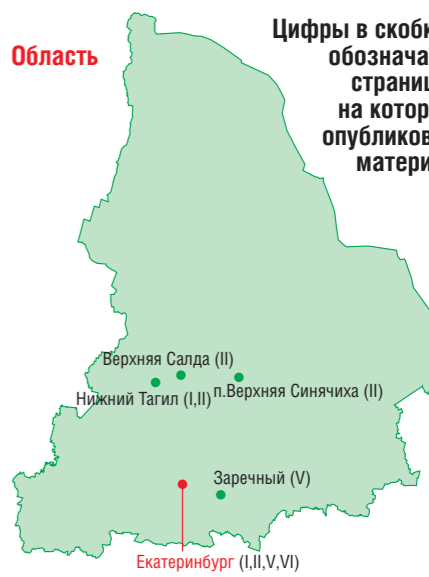 Область
Цифры в скобк
обознача
страниц
на котор
опубликов
матери
Верхняя Салда (II)
Нижний Тагил (I,II)
п.Верхняя Синячиха (II)
Заречный (V)
Екатеринбург (I,II,V,VI)